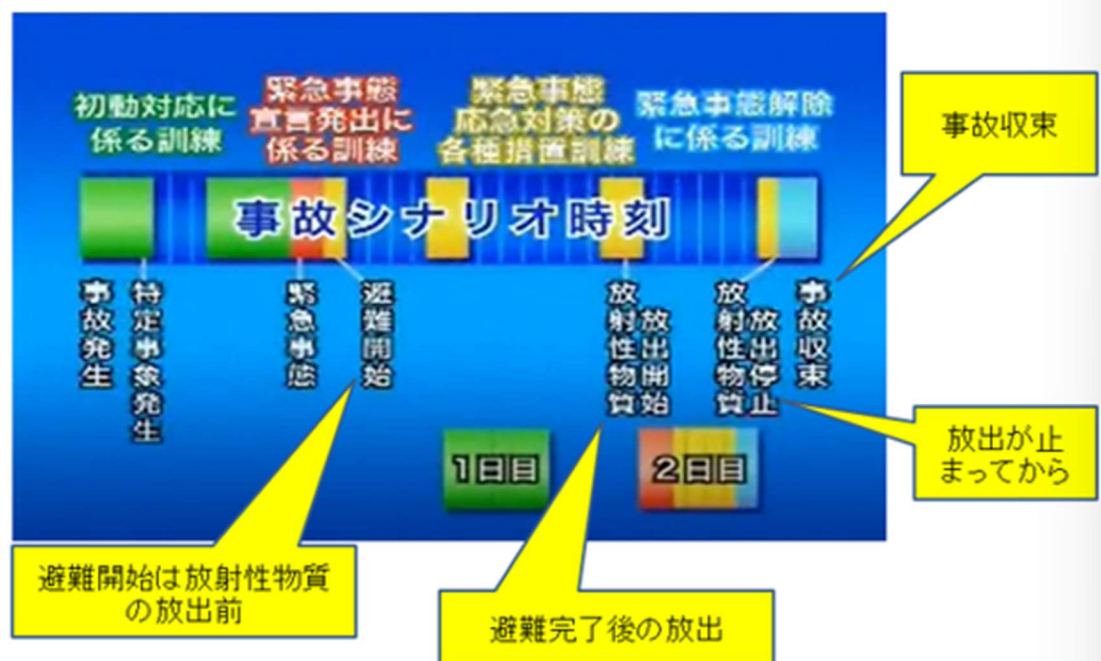 初動対応に
係る訓練
緊急事態
宣言発出に
係る訓練
緊急事態
応急対策の
各種措置訓練
緊急事態解除
に係る訓練
事故収束
事故シナリオ時刻
事故発生
特定事象発生
緊急事態
避難開始
放射性物質
放出開始
放射性物質
放出停止
事故収束
放出が止
まってから
1日目
2日目
避難開始は放射性物質
の放出前
避難完了後の放出